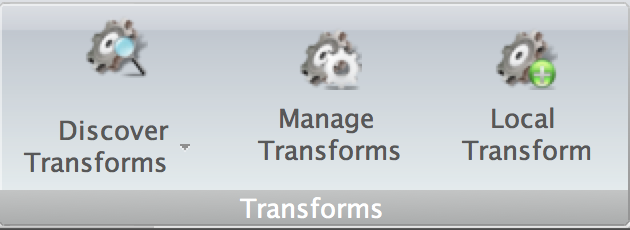 Discover
Transforms
Manage
Transforms
Local
Transform
Transforms